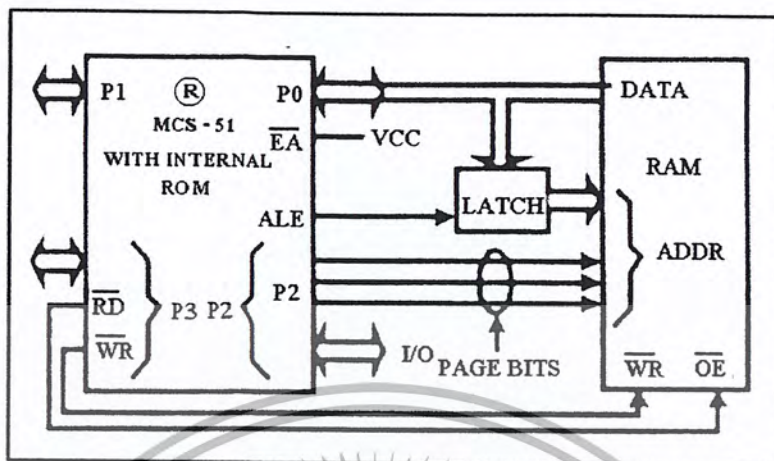 P1
®
P0
DATA
MCS - 51
EA
VCC
WITH INTERNAL
RAM
ROM
LATCH
ALE
ADDR
P2
RD
P3 P2
WR
I/O
PAGE BITS
WR OE